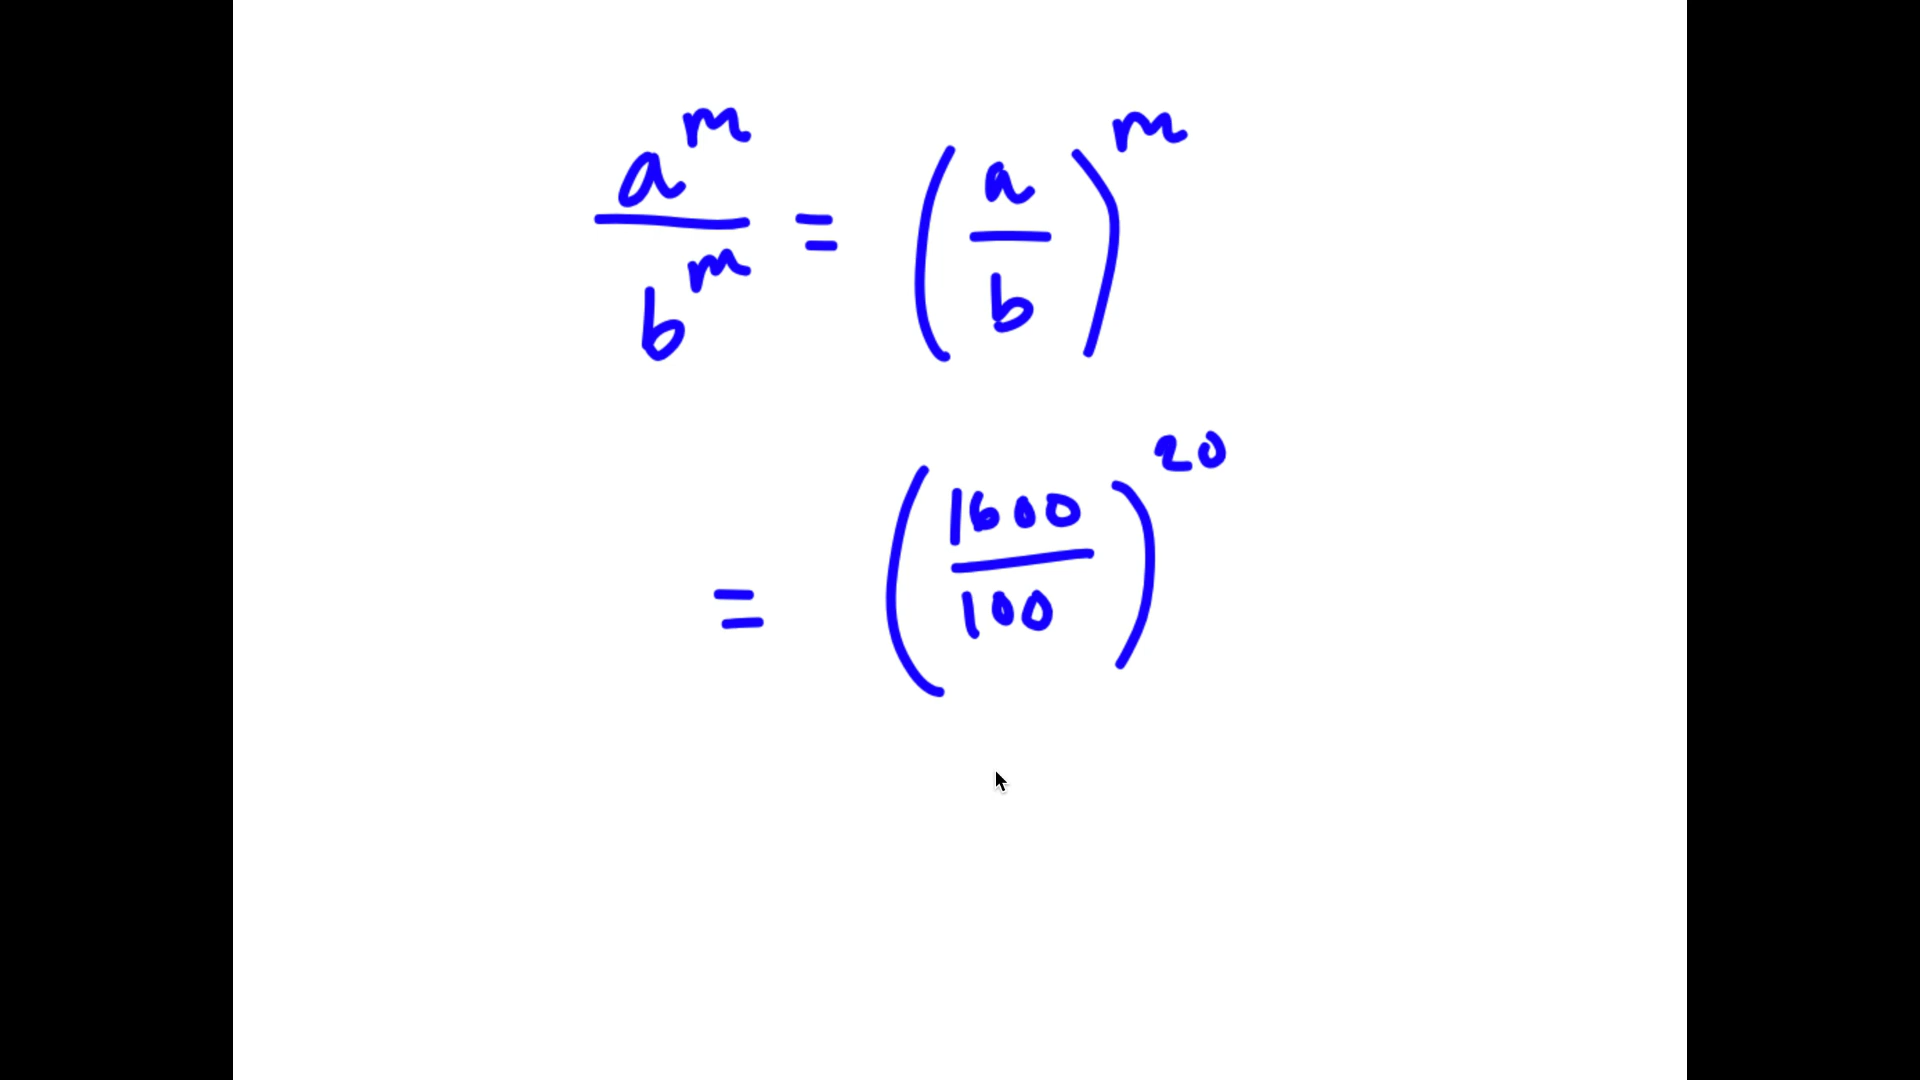 a^m / b^m = (a / b)^m
= (1600 / 100)^20